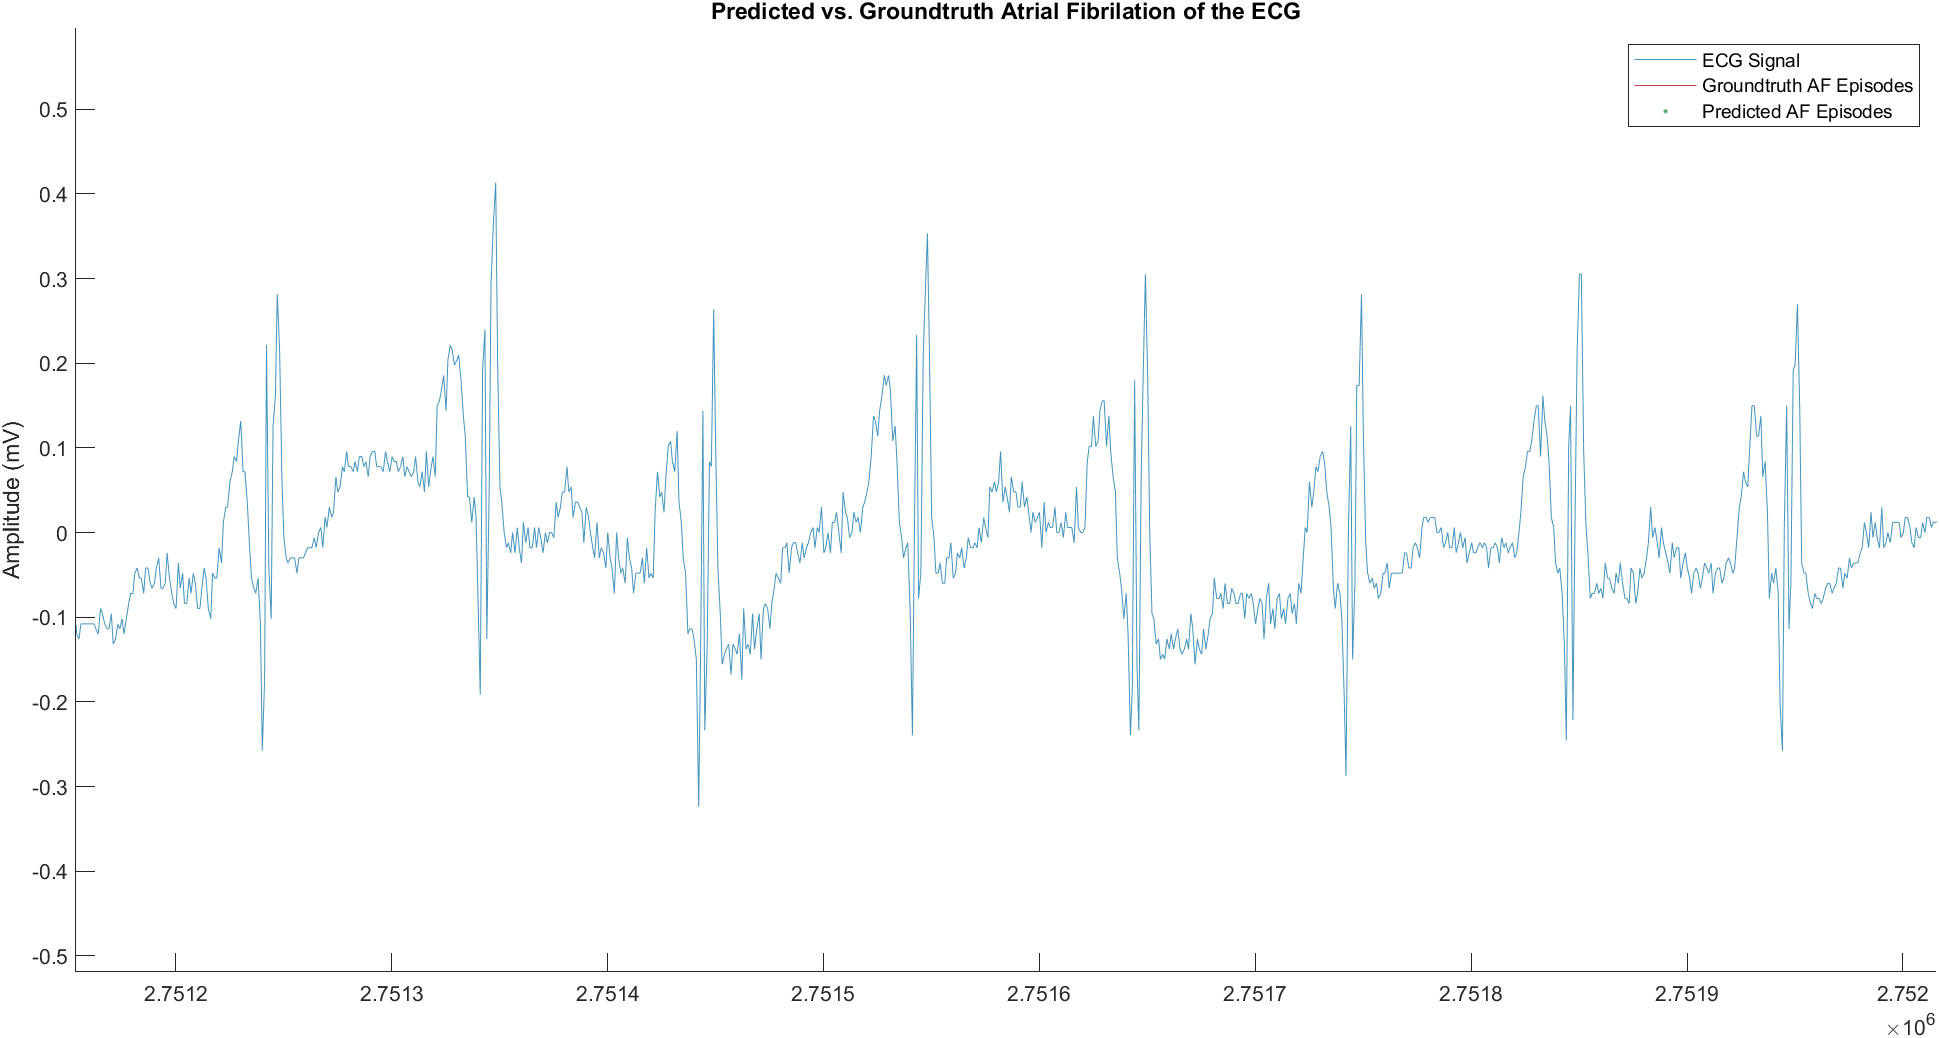 Predicted vs. Groundtruth Atrial Fibrilation of the ECG
ECG Signal
Groundtruth AF Episodes
Predicted AF Episodes
Amplitude (mV)
0.5
0.4
0.3
0.2
0.1
0
-0.1
-0.2
-0.3
-0.4
-0.5
2.7512 2.7513 2.7514 2.7515 2.7516 2.7517 2.7518 2.7519 2.752
×10⁶